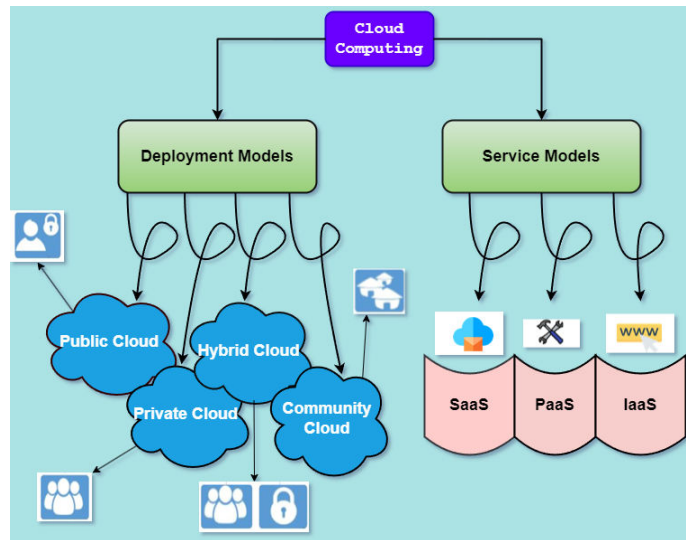 Cloud
Computing
Deployment Models
Service Models
Public Cloud
Hybrid Cloud
Private Cloud
Community
Cloud
www
SaaS
PaaS
IaaS